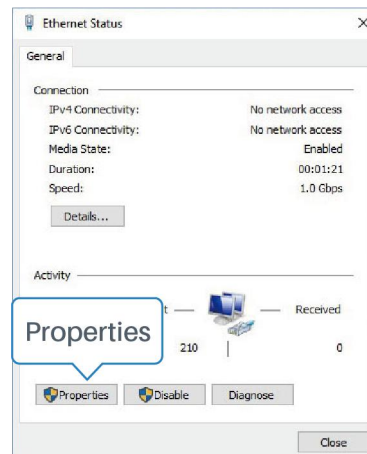 Ethernet Status
General
Connection
IPv4 Connectivity: No network access
IPv6 Connectivity: No network access
Media State: Enabled
Duration: 00:01:21
Speed: 1.0 Gbps
Details...
Activity
Received
Properties
210 0
Properties Disable Diagnose
Close